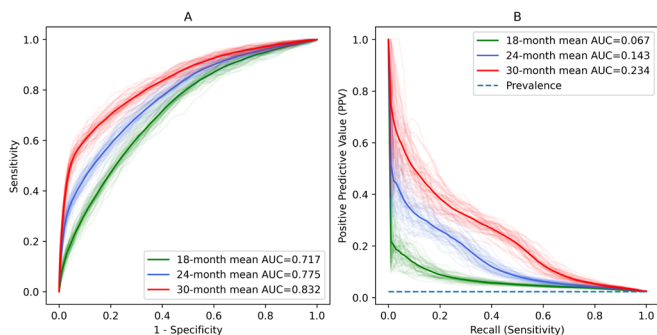 A
B
1.0
0.8
0.6
0.4
0.2
0.0
Sensitivity
0.0 0.2 0.4 0.6 0.8 1.0
1 - Specificity
18-month mean AUC=0.717
24-month mean AUC=0.775
30-month mean AUC=0.832
1.0
0.8
0.6
0.4
0.2
0.0
Positive Predictive Value (PPV)
0.0 0.2 0.4 0.6 0.8 1.0
Recall (Sensitivity)
18-month mean AUC=0.067
24-month mean AUC=0.143
30-month mean AUC=0.234
Prevalence